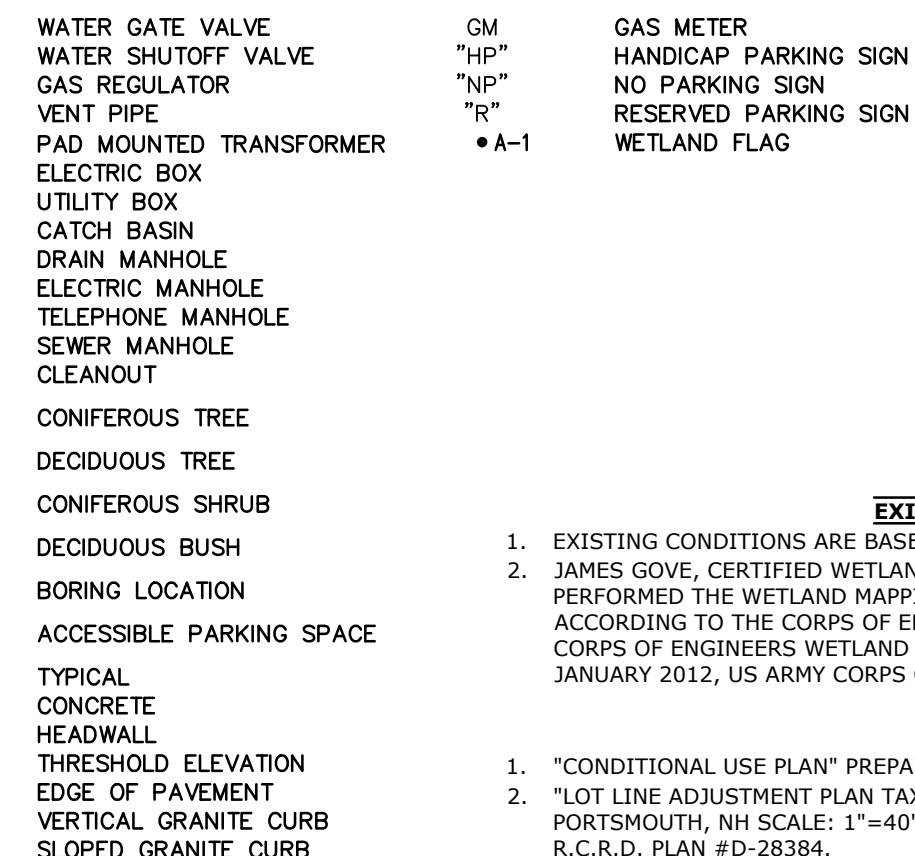 WATER GATE VALVE
WATER SHUTOFF VALVE
GAS REGULATOR
VENT PIPE
PAD MOUNTED TRANSFORMER
ELECTRIC BOX
UTILITY BOX
CATCH BASIN
DRAIN MANHOLE
ELECTRIC MANHOLE
TELEPHONE MANHOLE
SEWER MANHOLE
CLEANOUT
CONIFEROUS TREE
DECIDUOUS TREE
CONIFEROUS SHRUB
DECIDUOUS BUSH
BORING LOCATION
ACCESSIBLE PARKING SPACE
TYPICAL
CONCRETE
HEADWALL
THRESHOLD ELEVATION
EDGE OF PAVEMENT
VERTICAL GRANITE CURB
SLOPED GRANITE CURB
GM GAS METER
"HP" HANDICAP PARKING SIGN
"NP" NO PARKING SIGN
"R" RESERVED PARKING SIGN
• A-1 WETLAND FLAG
EXI
1. EXISTING CONDITIONS ARE BASE
2. JAMES GOVE, CERTIFIED WETLAN
PERFORMED THE WETLAND MAPP
ACCORDING TO THE CORPS OF E
CORPS OF ENGINEERS WETLAND
JANUARY 2012, US ARMY CORPS
1. "CONDITIONAL USE PLAN" PREPA
2. "LOT LINE ADJUSTMENT PLAN TAX
PORTSMOUTH, NH SCALE: 1"=40'
R.C.R.D. PLAN #D-28384.